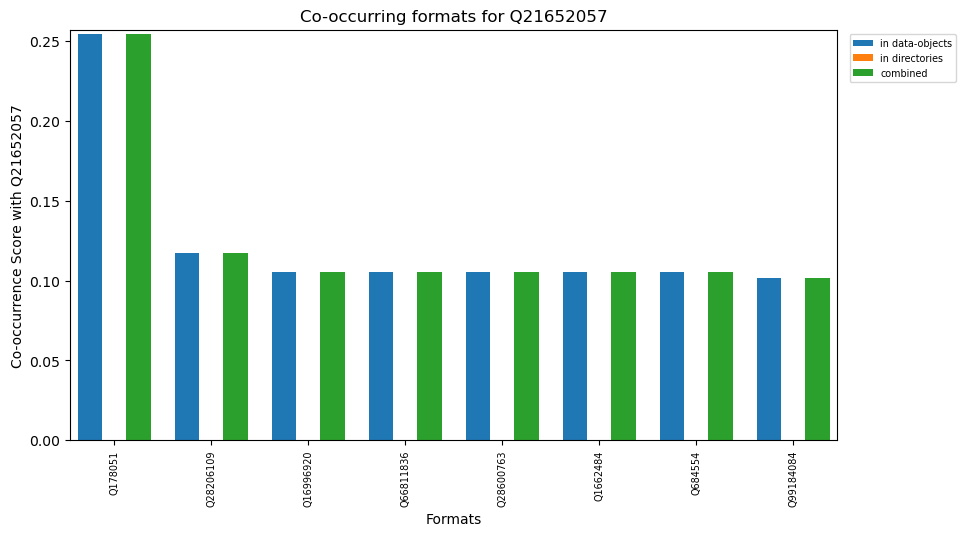 Co-occurring formats for Q21652057
Co-occurrence Score with Q21652057
0.25
0.20
0.15
0.10
0.05
0.00
Q178051
Q28206109
Q16996920
Q66811836
Q28600763
Q1662484
Q684554
Q99184084
Formats
in data-objects
in directories
combined